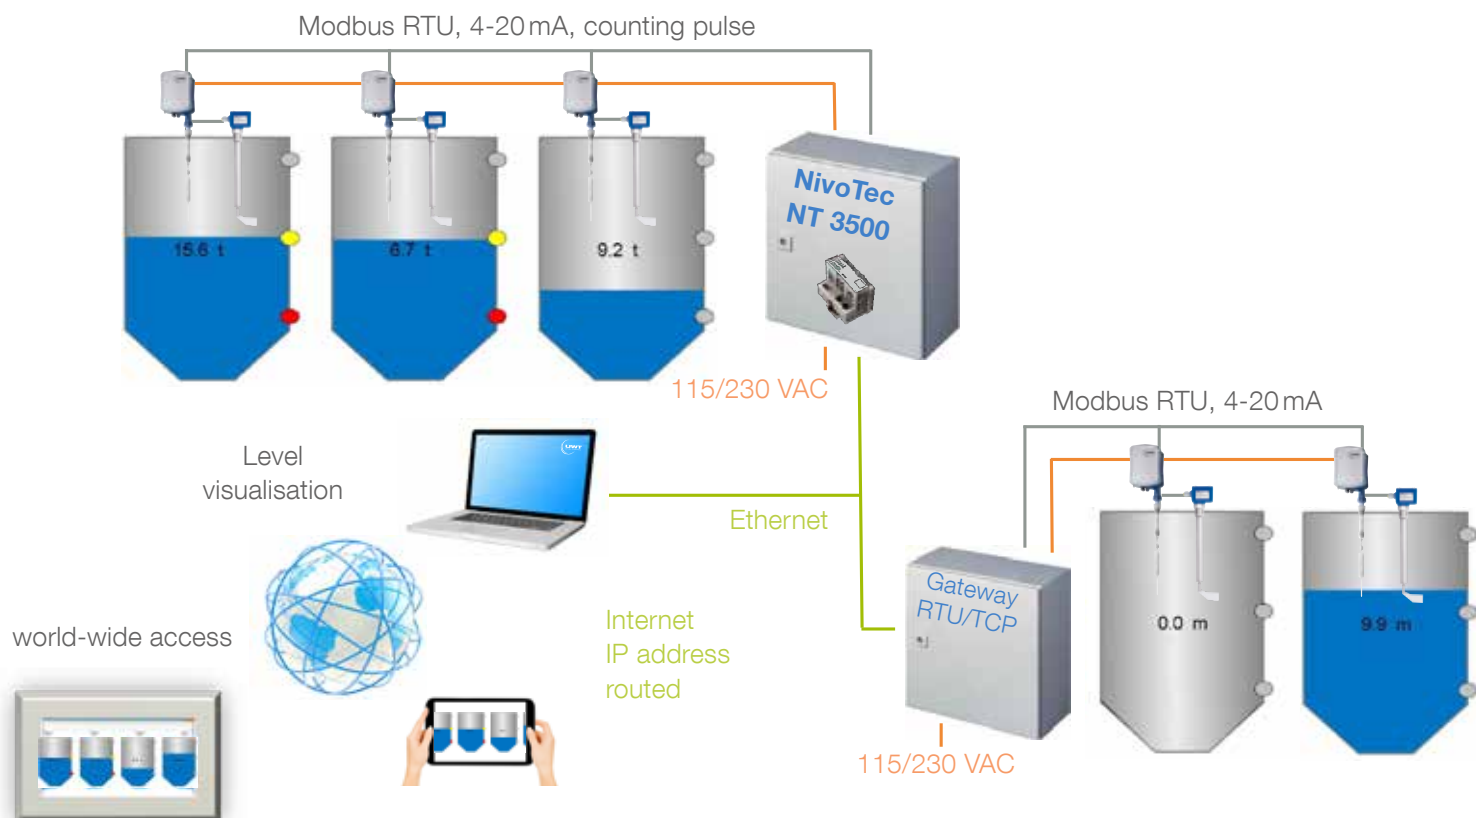 Modbus RTU, 4-20 mA, counting pulse
NivoTec
NT 3500
15.6 t
6.7 t
9.2 t
115/230 VAC
Modbus RTU, 4-20 mA
Level
visualisation
UWT
Ethernet
Gateway
RTU/TCP
Internet
IP address
routed
world-wide access
0.0 m
9.9 m
115/230 VAC